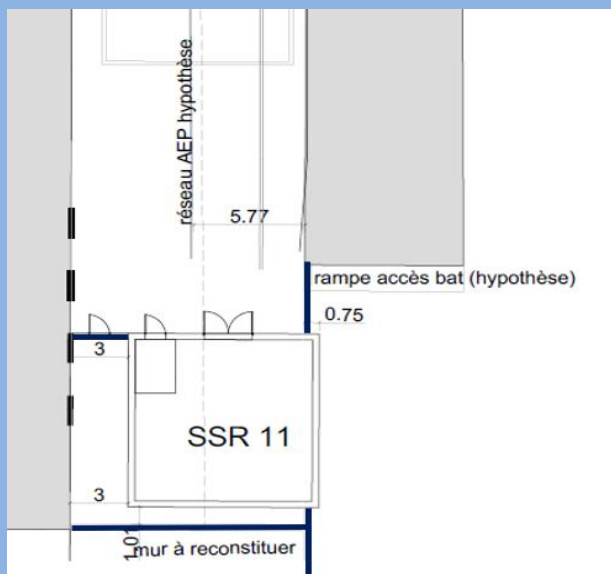 réseau AEP hypothèse
5.77
rampe accès bat (hypothèse)
0.75
3
SSR 11
3
1.01
mur à reconstituer